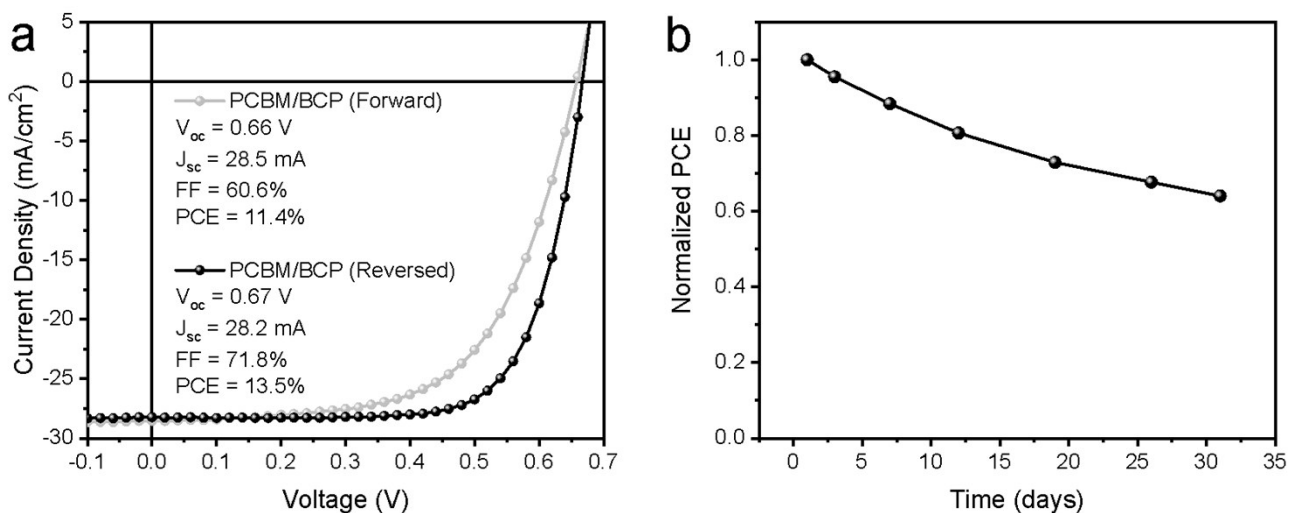 a
Current Density (mA/cm²)
5
0
-5
-10
-15
-20
-25
-30
PCBM/BCP (Forward)
Voc = 0.66 V
Jsc = 28.5 mA
FF = 60.6%
PCE = 11.4%
PCBM/BCP (Reversed)
Voc = 0.67 V
Jsc = 28.2 mA
FF = 71.8%
PCE = 13.5%
-0.1 0.0 0.1 0.2 0.3 0.4 0.5 0.6 0.7
Voltage (V)
b
Normalized PCE
1.0
0.8
0.6
0.4
0.2
0.0
0 5 10 15 20 25 30 35
Time (days)